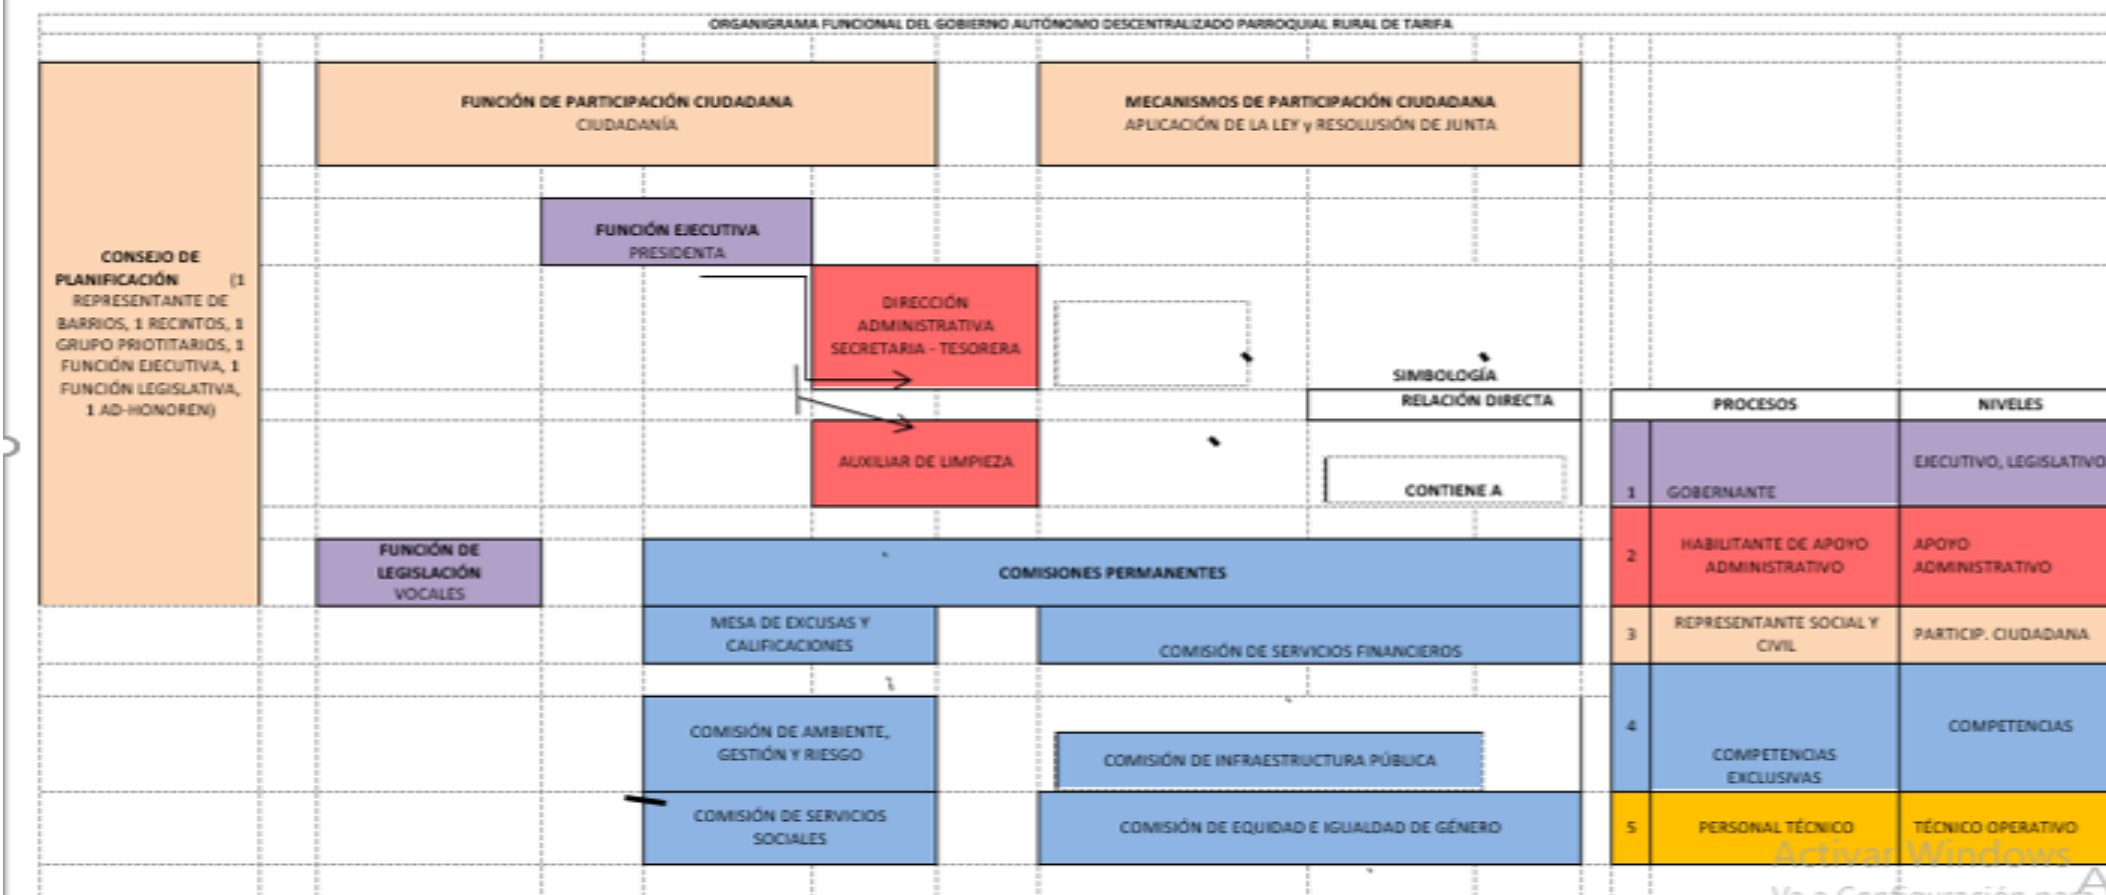 ORGANIGRAMA FUNCIONAL DEL GOBIERNO AUTÓNOMO DESCENTRALIZADO PARROQUIAL RURAL DE TARIFA
FUNCIÓN DE PARTICIPACIÓN CIUDADANA
CIUDADANÍA
MECANISMOS DE PARTICIPACIÓN CIUDADANA
APLICACIÓN DE LA LEY y RESOLUSIÓN DE JUNTA
CONSEJO DE
PLANIFICACIÓN (1
REPRESENTANTE DE
BARRIOS, 1 RECINTOS, 1
GRUPO PRIOTITARIOS, 1
FUNCIÓN EJECUTIVA, 1
FUNCIÓN LEGISLATIVA,
1 AD-HONOREN)
FUNCIÓN EJECUTIVA
PRESIDENTA
DIRECCIÓN
ADMINISTRATIVA
SECRETARIA - TESORERA
AUXILIAR DE LIMPIEZA
SIMBOLOGÍA
RELACIÓN DIRECTA
CONTIENE A
FUNCIÓN DE
LEGISLACIÓN
VOCALES
COMISIONES PERMANENTES
MESA DE EXCUSAS Y
CALIFICACIONES
COMISIÓN DE SERVICIOS FINANCIEROS
COMISIÓN DE AMBIENTE,
GESTIÓN Y RIESGO
COMISIÓN DE INFRAESTRUCTURA PÚBLICA
COMISIÓN DE SERVICIOS
SOCIALES
COMISIÓN DE EQUIDAD E IGUALDAD DE GÉNERO
PROCESOS NIVELES
1 GOBERNANTE EJECUTIVO, LEGISLATIVO
2 HABILITANTE DE APOYO
ADMINISTRATIVO
APOYO
ADMINISTRATIVO
3 REPRESENTANTE SOCIAL Y
CIVIL
PARTICIP. CIUDADANA
4 COMPETENCIAS
EXCLUSIVAS
COMPETENCIAS
5 PERSONAL TÉCNICO TÉCNICO OPERATIVO
Activar Windows